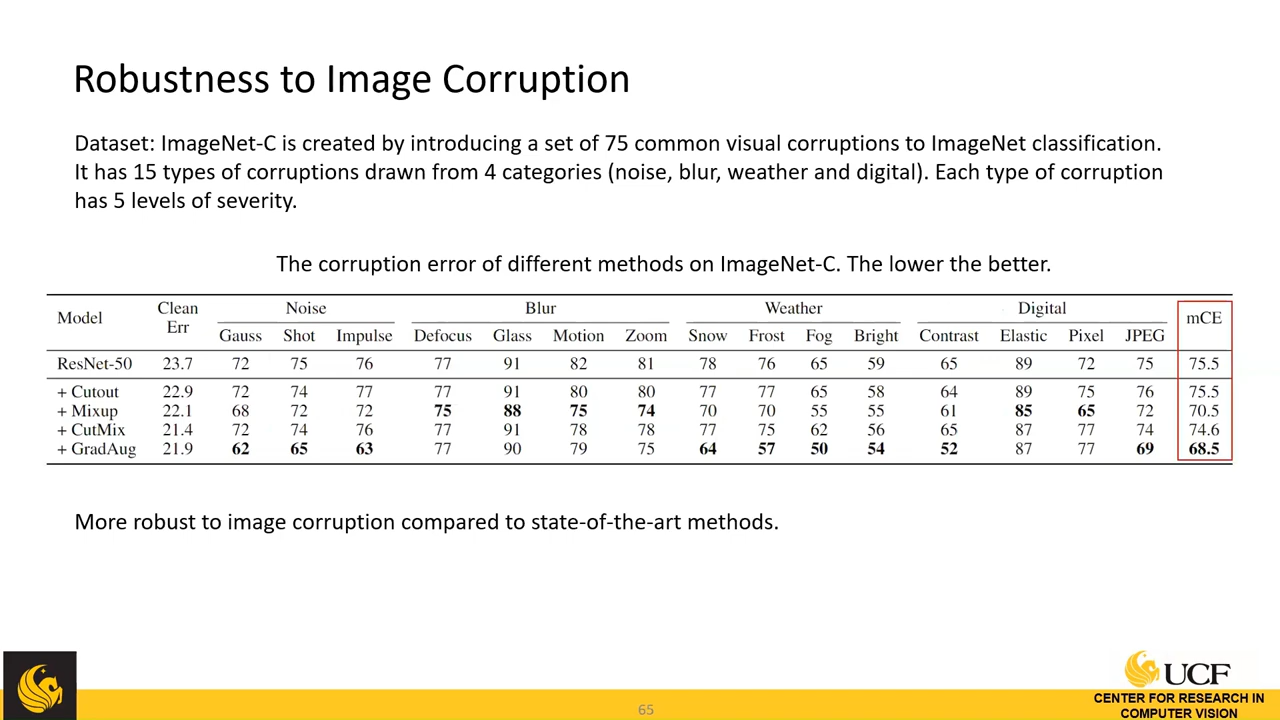 Robustness to Image Corruption
Dataset: ImageNet-C is created by introducing a set of 75 common visual corruptions to ImageNet classification.
It has 15 types of corruptions drawn from 4 categories (noise, blur, weather and digital). Each type of corruption
has 5 levels of severity.
The corruption error of different methods on ImageNet-C. The lower the better.
Model Clean Err Noise Blur Weather Digital mCE
Gauss Shot Impulse Defocus Glass Motion Zoom Snow Frost Fog Bright Contrast Elastic Pixel JPEG
ResNet-50 23.7 72 75 76 77 91 82 81 78 76 65 59 65 89 72 75 75.5
+ Cutout 22.9 72 74 77 77 91 80 80 77 77 65 58 64 89 75 76 75.5
+ Mixup 22.1 68 72 72 75 88 75 74 70 70 55 55 61 85 65 72 70.5
+ CutMix 21.4 72 74 76 77 91 78 78 77 75 62 56 65 87 77 74 74.6
+ GradAug 21.9 62 65 63 77 90 79 75 64 57 50 54 52 87 77 69 68.5
More robust to image corruption compared to state-of-the-art methods.
UCF
CENTER FOR RESEARCH IN
COMPUTER VISION
65